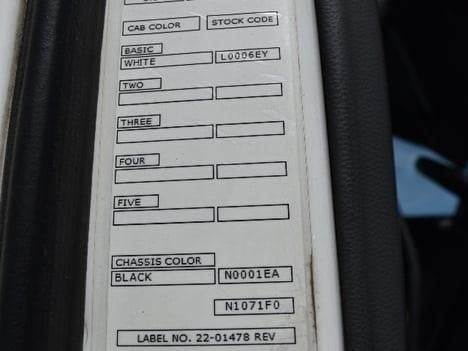 CAB COLOR STOCK CODE
BASIC
WHITE L0006EY
TWO
THREE
FOUR
FIVE
CHASSIS COLOR
BLACK N0001EA
N1071F0
LABEL NO. 22-01478 REV